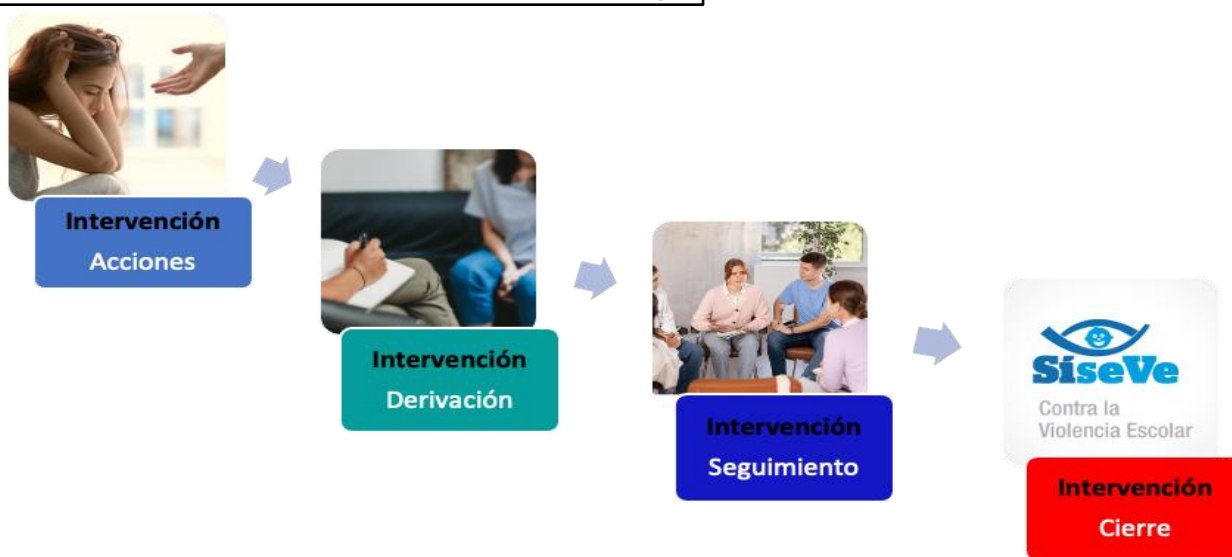 Intervención
Acciones
Intervención
Derivación
Intervención
Seguimiento
SíseVe
Contra la
Violencia Escolar
Intervención
Cierre